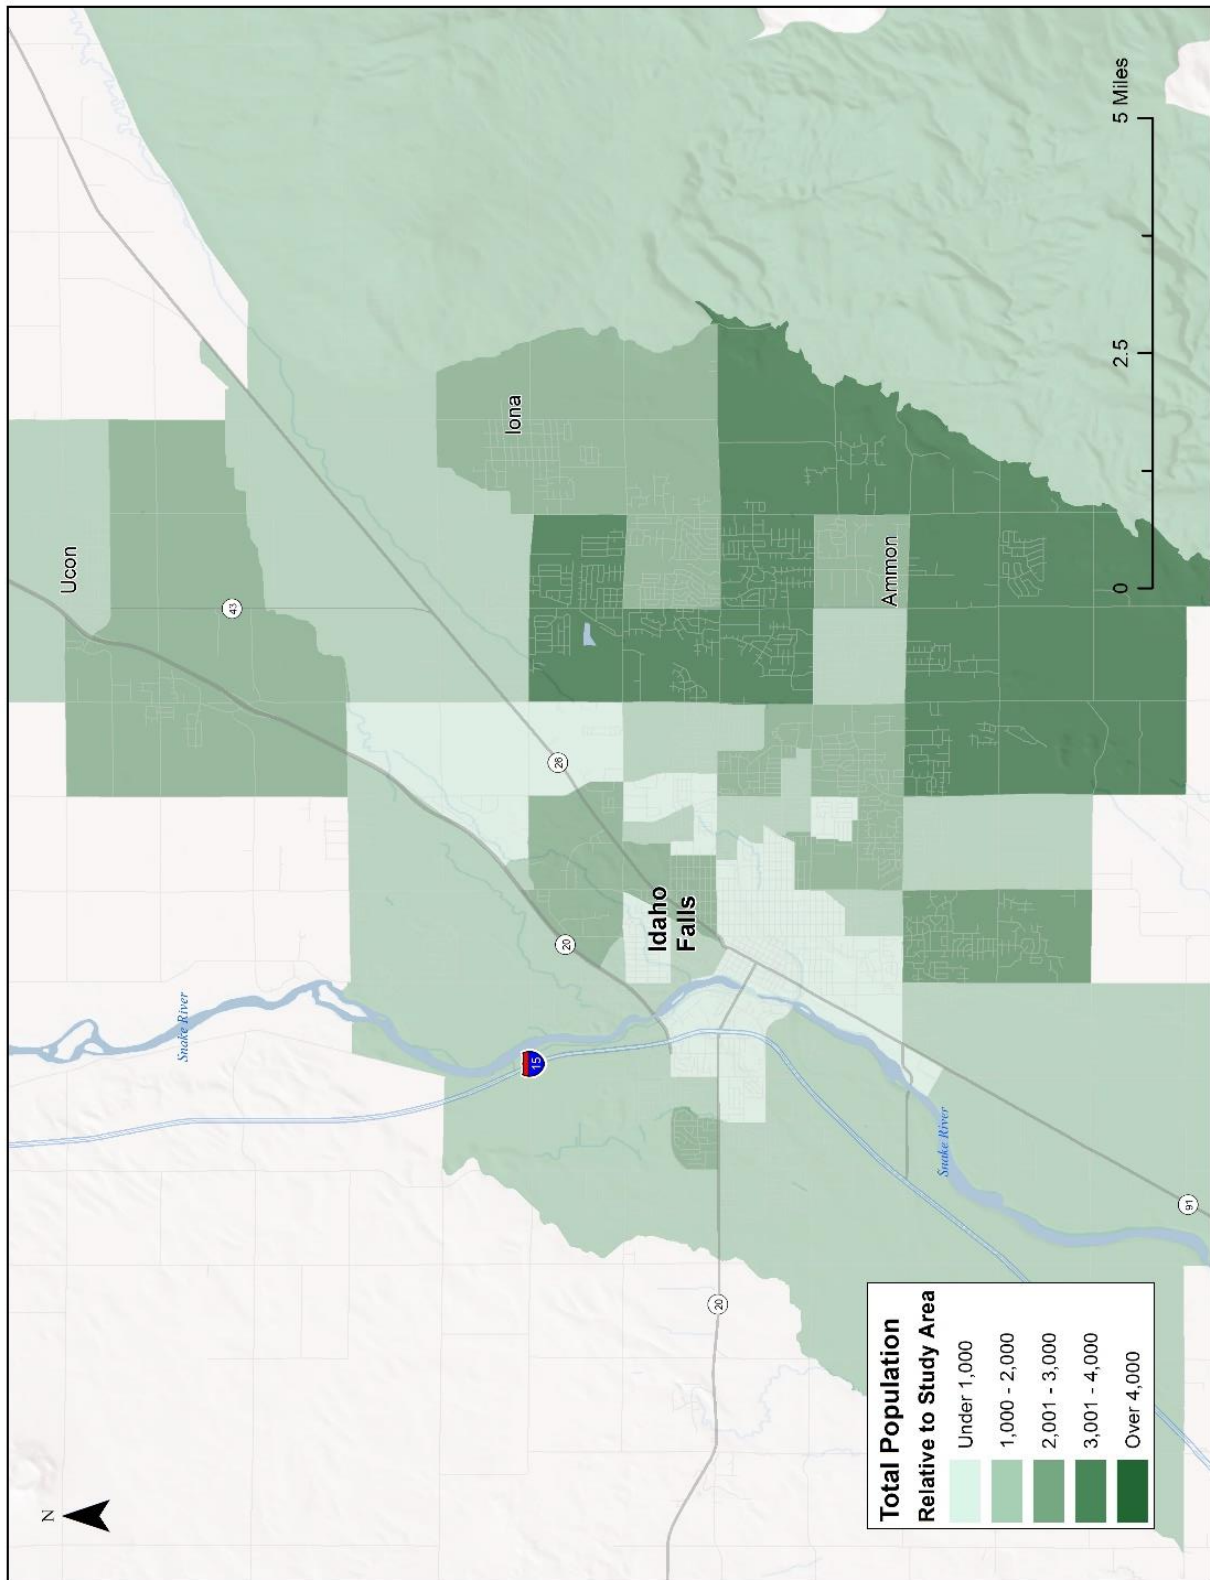 N
Ucon
Snake River
43
Iona
15
26
20
Idaho
Falls
20
Ammon
Snake River
91
Total Population
Relative to Study Area
Under 1,000
1,000 - 2,000
2,001 - 3,000
3,001 - 4,000
Over 4,000
0 2.5 5 Miles